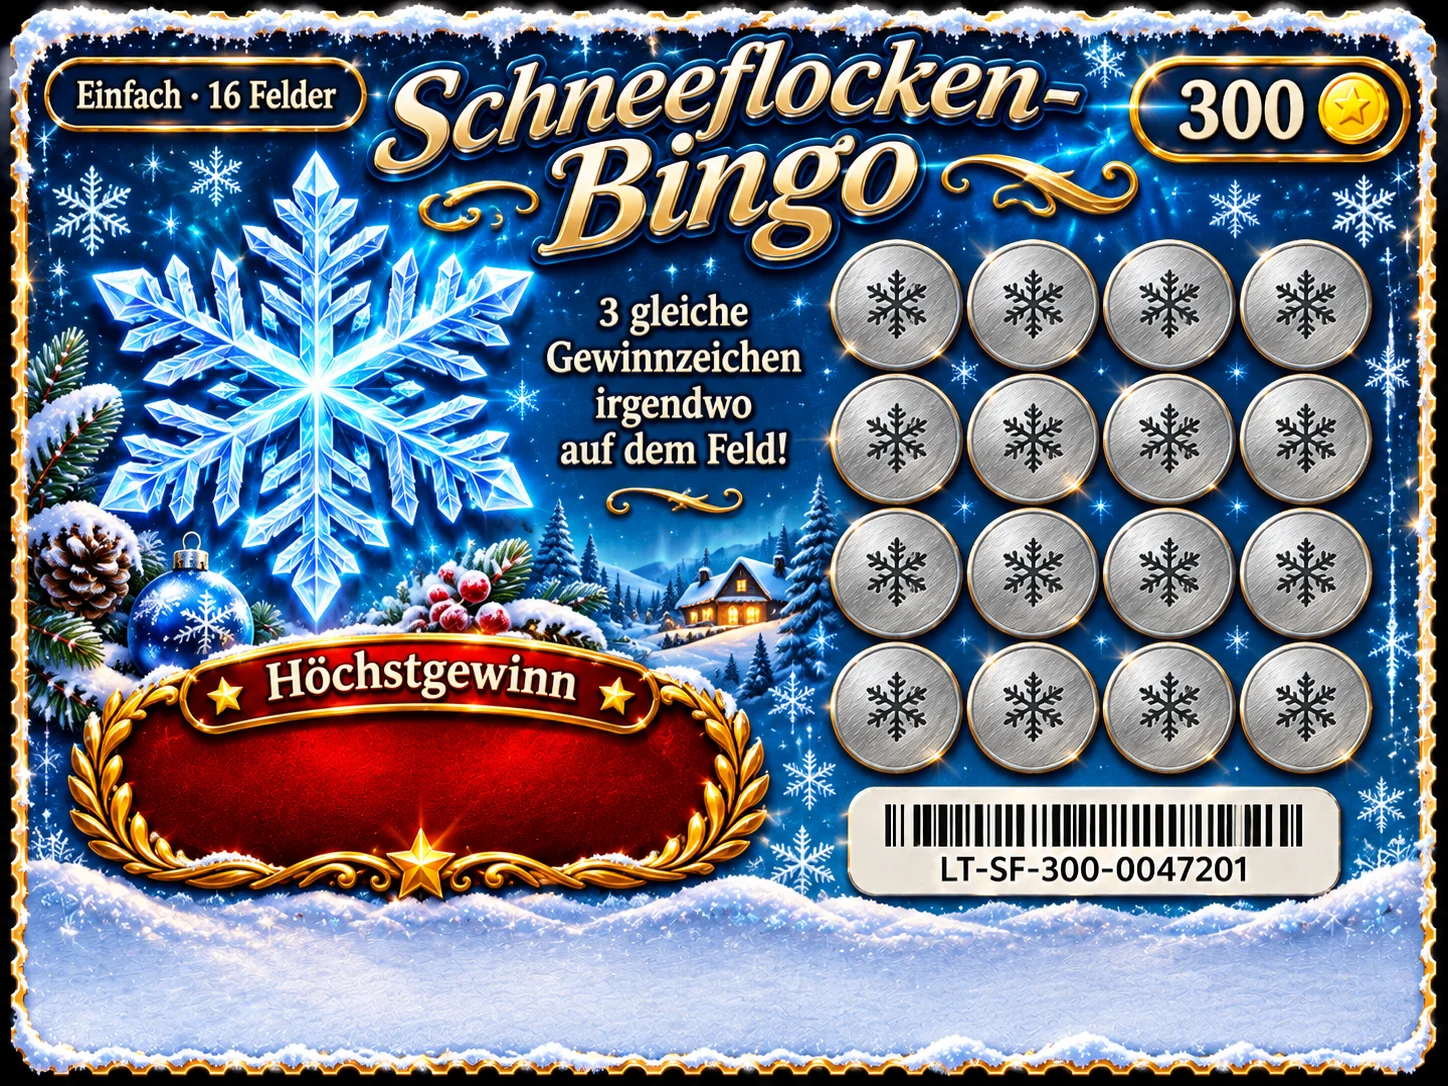 Einfach · 16 Felder
Schneeflocken-
Bingo
300
3 gleiche
Gewinnzeichen
irgendwo
auf dem Feld!
Höchstgewinn
LT-SF-300-0047201